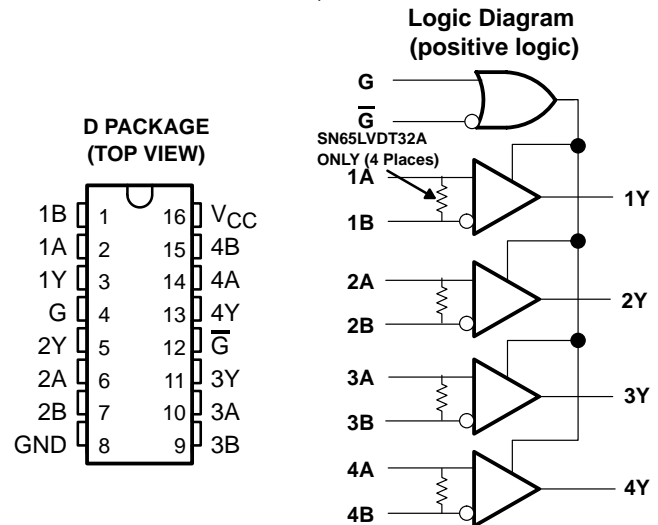 Logic Diagram
(positive logic)
G
G̅
SN65LVDT32A
ONLY (4 Places)
1A
1B
1Y
2A
2B
2Y
3A
3B
3Y
4A
4B
4Y
D PACKAGE
(TOP VIEW)
1B 1 16 VCC
1A 2 15 4B
1Y 3 14 4A
G 4 13 4Y
2Y 5 12 G̅
2A 6 11 3Y
2B 7 10 3A
GND 8 9 3B